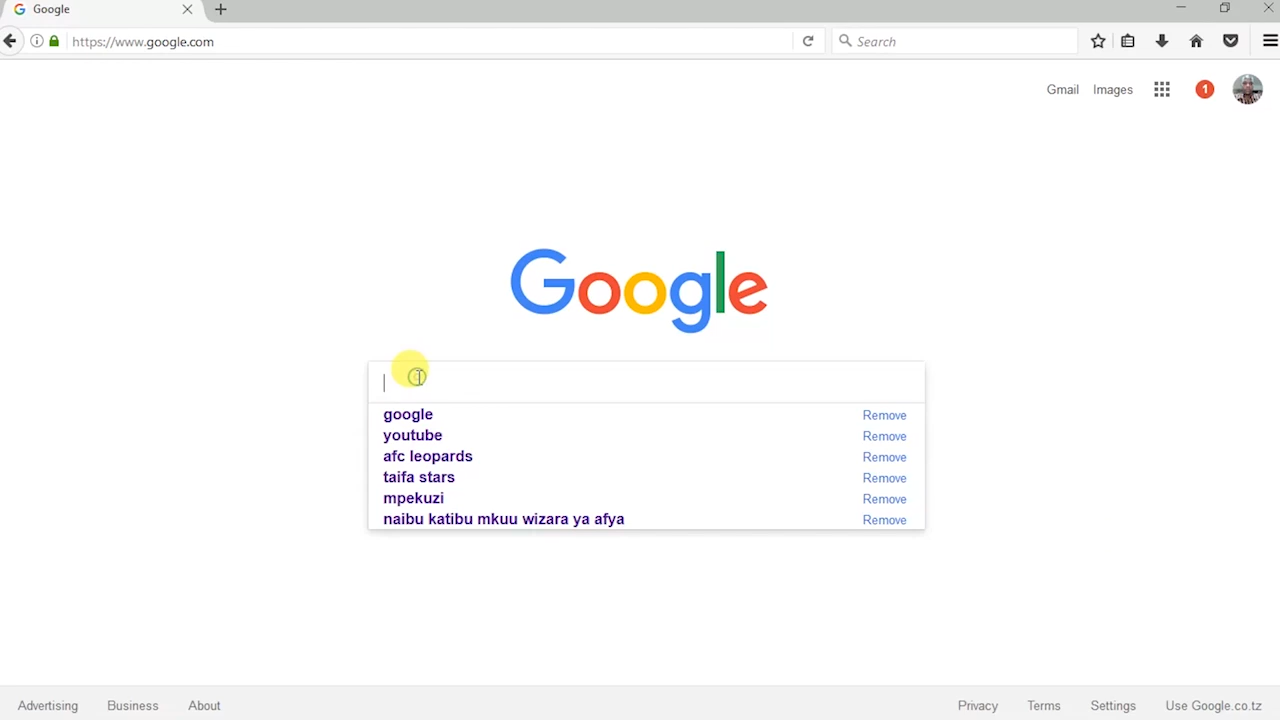 Google
https://www.google.com
Search
Gmail Images 1
Google
google Remove
youtube Remove
afc leopards Remove
taifa stars Remove
mpekuzi Remove
naibu katibu mkuu wizara ya afya Remove
Advertising Business About Privacy Terms Settings Use Google.co.tz